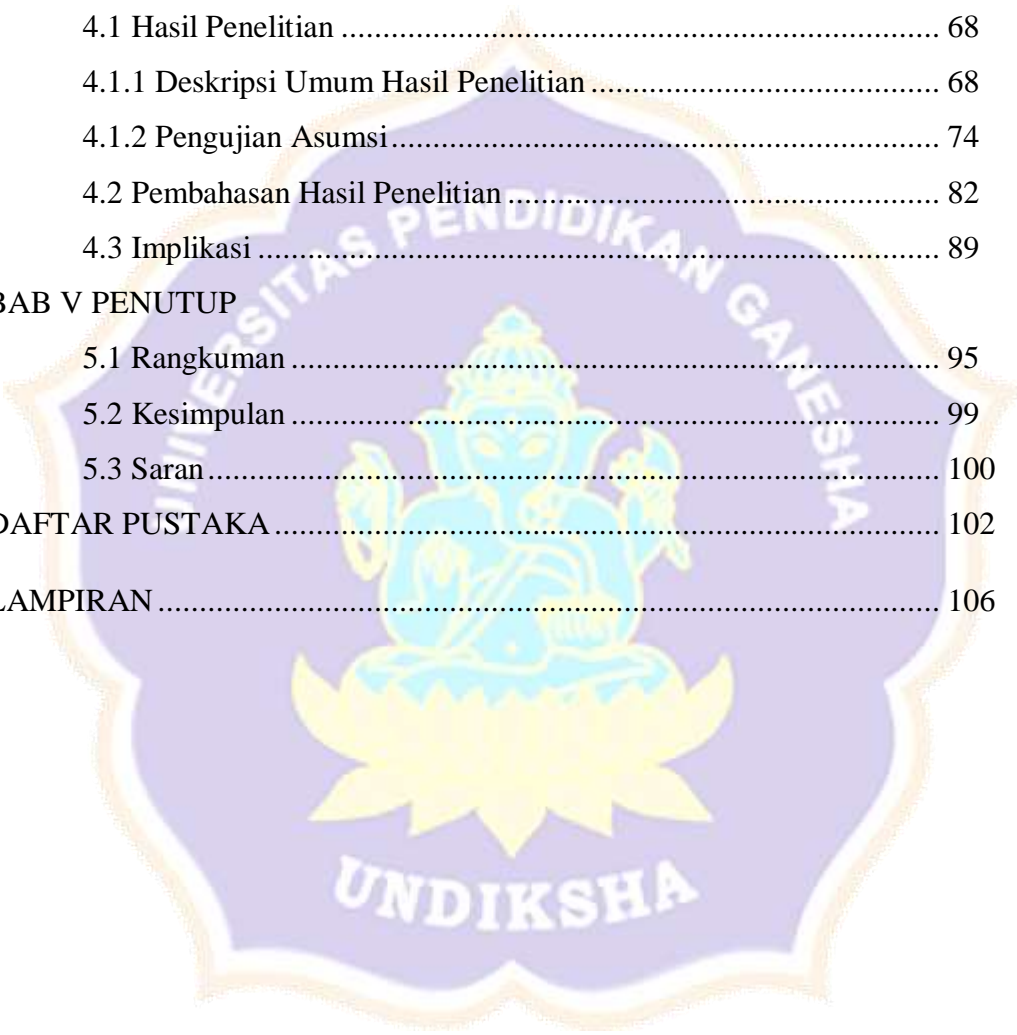 4.1 Hasil Penelitian ........................................................................ 68
4.1.1 Deskripsi Umum Hasil Penelitian .......................................... 68
4.1.2 Pengujian Asumsi .................................................................. 74
4.2 Pembahasan Hasil Penelitian .................................................... 82
4.3 Implikasi .................................................................................. 89
BAB V PENUTUP
5.1 Rangkuman .............................................................................. 95
5.2 Kesimpulan .............................................................................. 99
5.3 Saran ........................................................................................ 100
DAFTAR PUSTAKA ................................................................................ 102
LAMPIRAN .............................................................................................. 106
UNIVERSITAS PENDIDIKAN GANESHA
UNDIKSHA